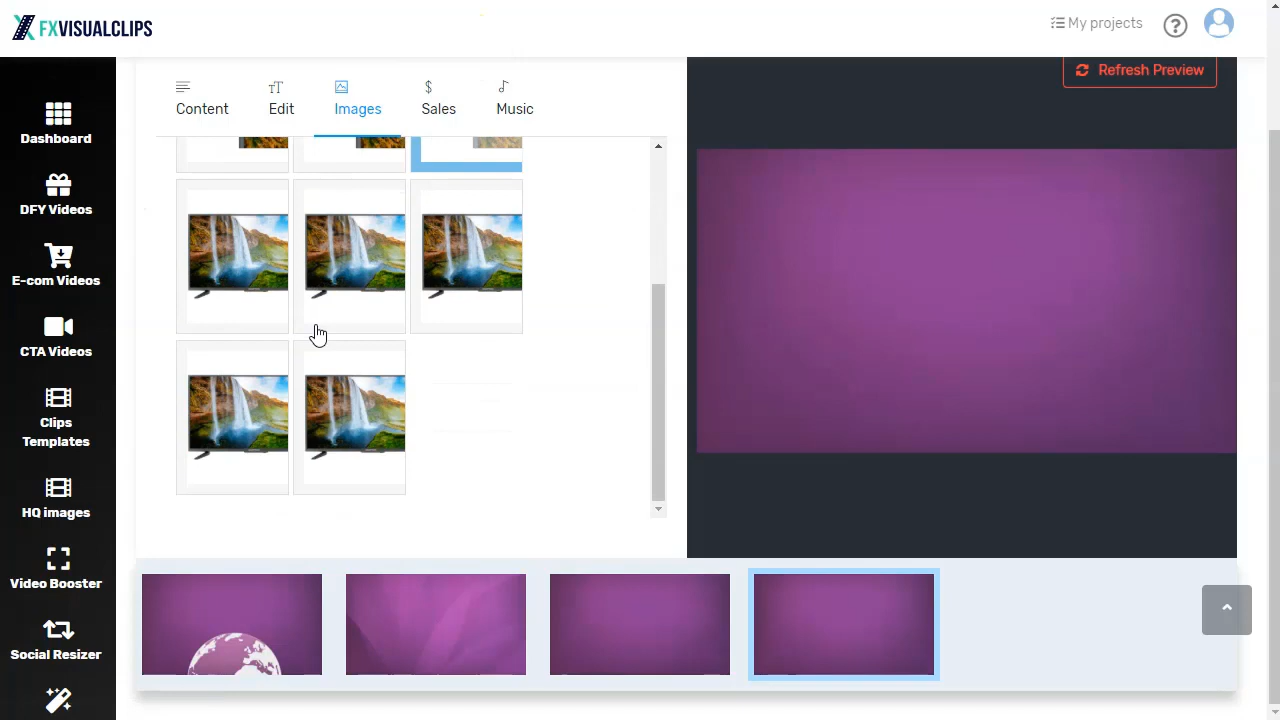 FXVISUALCLIPS
My projects
?
Content
Edit
Images
Sales
Music
Refresh Preview
Dashboard
DFY Videos
E-com Videos
CTA Videos
Clips
Templates
HQ images
Video Booster
Social Resizer